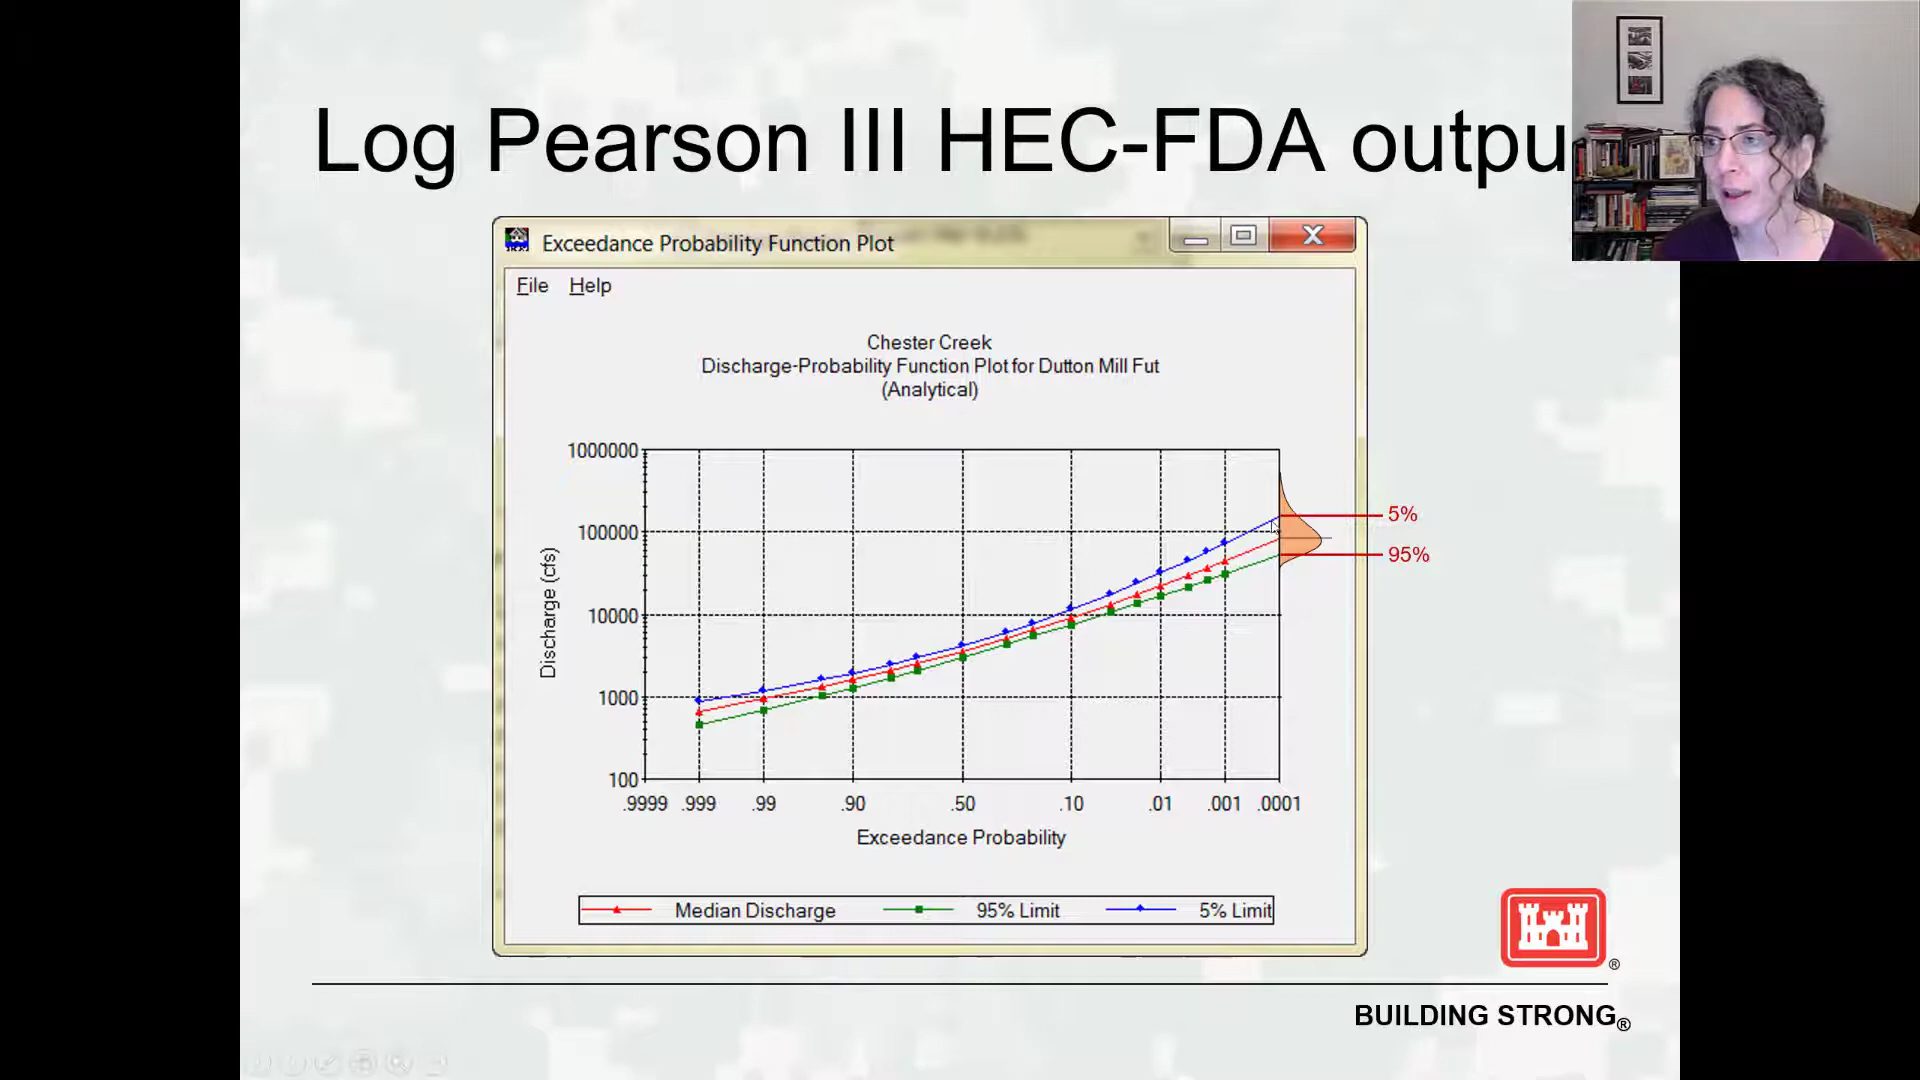 Log Pearson III HEC-FDA outpu
Exceedance Probability Function Plot
File Help
Chester Creek
Discharge-Probability Function Plot for Dutton Mill Fut
(Analytical)
1000000
100000
10000
1000
100
Discharge (cfs)
.9999 .999 .99 .90 .50 .10 .01 .001 .0001
Exceedance Probability
5%
95%
Median Discharge 95% Limit 5% Limit
®
BUILDING STRONG®